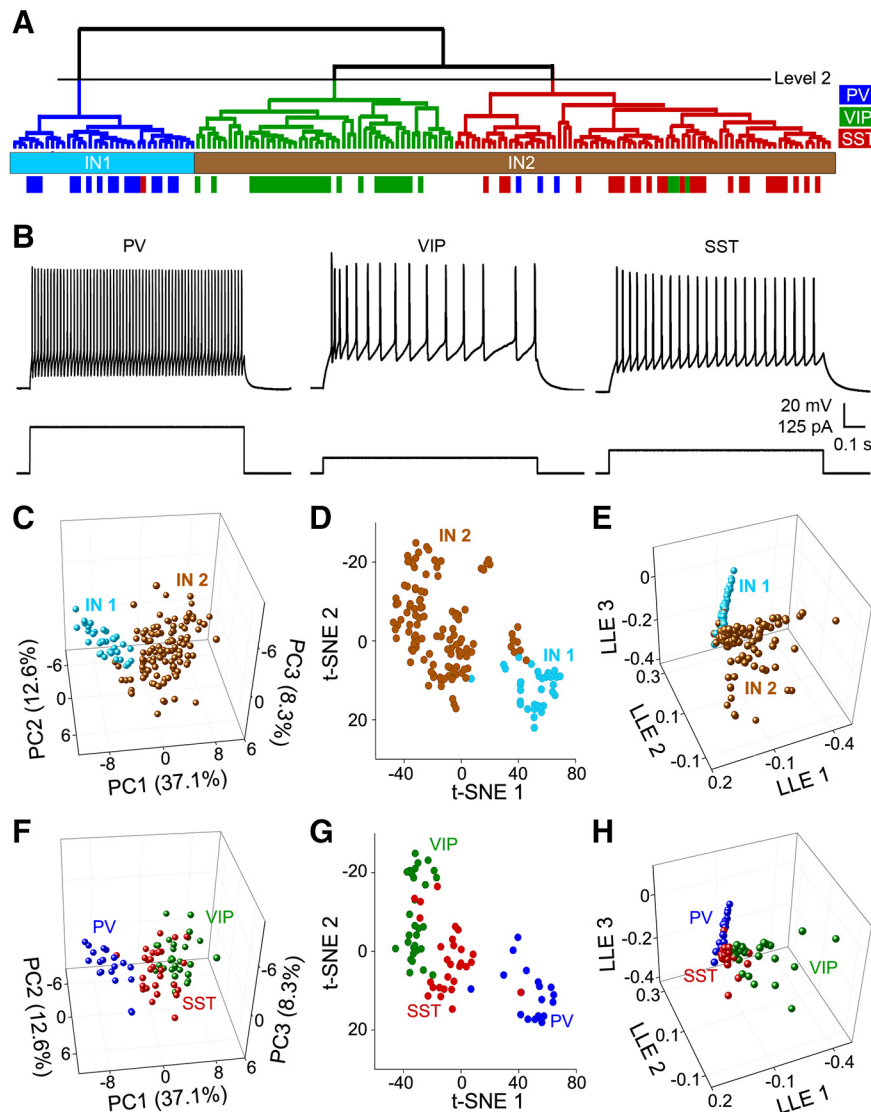 A
Level 2
PV
VIP
SST
IN1
IN2
B
PV
VIP
SST
20 mV
125 pA
0.1 s
C
IN 1
IN 2
PC2 (12.6%)
-6
0
6
-8
0
8
PC1 (37.1%)
-6
0
6
PC3 (8.3%)
D
IN 2
IN 1
t-SNE 2
-20
0
20
-40
0
40
80
t-SNE 1
E
IN 1
IN 2
LLE 3
0
-0.2
-0.4
0.3
0.1
-0.1
LLE 2
0.2
-0.1
-0.4
LLE 1
F
PV
VIP
SST
PC2 (12.6%)
-6
0
6
-8
0
8
PC1 (37.1%)
-6
0
6
PC3 (8.3%)
G
VIP
SST
PV
t-SNE 2
-20
0
20
-40
0
40
80
t-SNE 1
H
PV
SST
VIP
LLE 3
0
-0.2
-0.4
0.3
0.1
-0.1
LLE 2
0.2
-0.1
-0.4
LLE 1